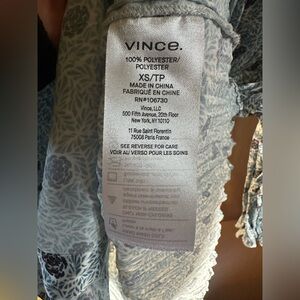 VINCE.
100% POLYESTER/
POLYESTER
XS/TP
MADE IN CHINA
FABRIQUÉ EN CHINE
RN#106730
Vince, LLC
500 Fifth Avenue, 20th Floor
New York, NY 10110
11 Rue Saint Florentin
75008 Paris France
SEE REVERSE FOR CARE
VOIR AU VERSO POUR LES SOINS